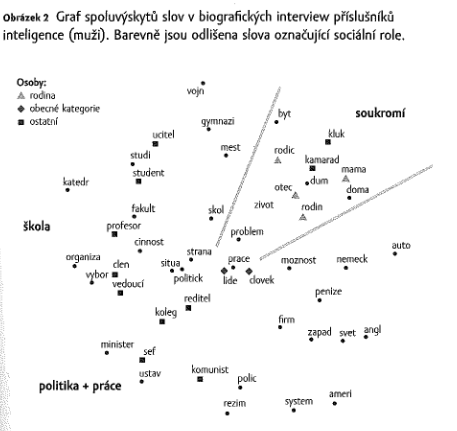 Obrázek 2 Graf spoluvýskytů slov v biografických interview příslušníků
inteligence (muži). Barevně jsou odlišena slova označující sociální role.
Osoby:
rodina
obecné kategorie
ostatní
vojn
byt
soukromí
gymnazi
ucitel
kluk
mest
rodic
kamarad
studi
student
mama
katedr
dum
otec
doma
fakult
zivot
rodin
skol
škola
profesor
problem
cinnost
auto
strana
organiza
clen
situa
prace
moznost
nemeck
vybor
politick
lide
clovek
vedoucí
penize
reditel
koleg
firm
zapad
svet
angl
minister
sef
komunist
politika + práce
ustav
polic
ameri
rezim
system